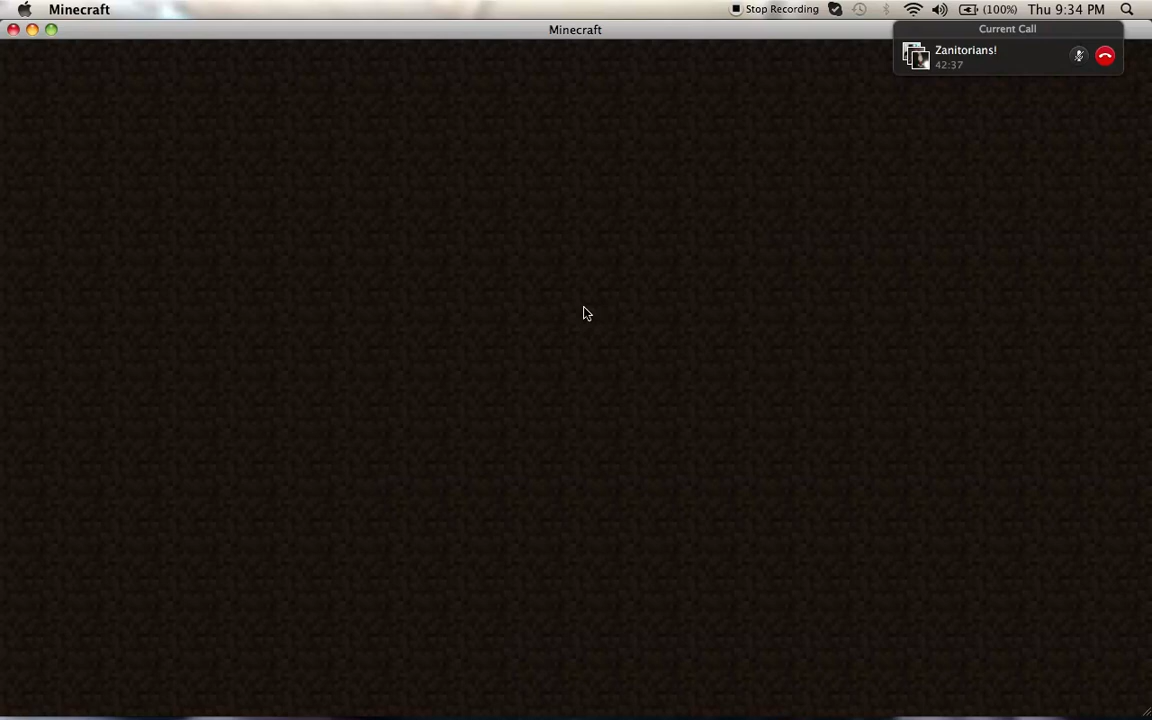 Minecraft
Stop Recording
(100%)
Thu 9:34 PM
Minecraft
Current Call
Zanitorians!
42:37